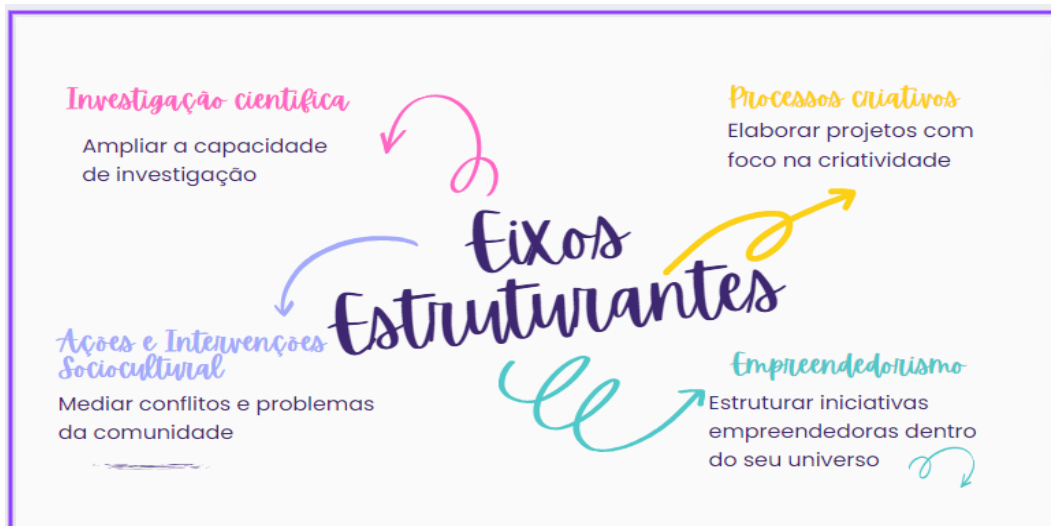 Investigação cientifica
Ampliar a capacidade
de investigação
Processos criativos
Elaborar projetos com
foco na criatividade
Eixos
Estruturantes
Ações e Intervenções
Sociocultural
Mediar conflitos e problemas
da comunidade
Empreendedorismo
Estruturar iniciativas
empreendedoras dentro
do seu universo